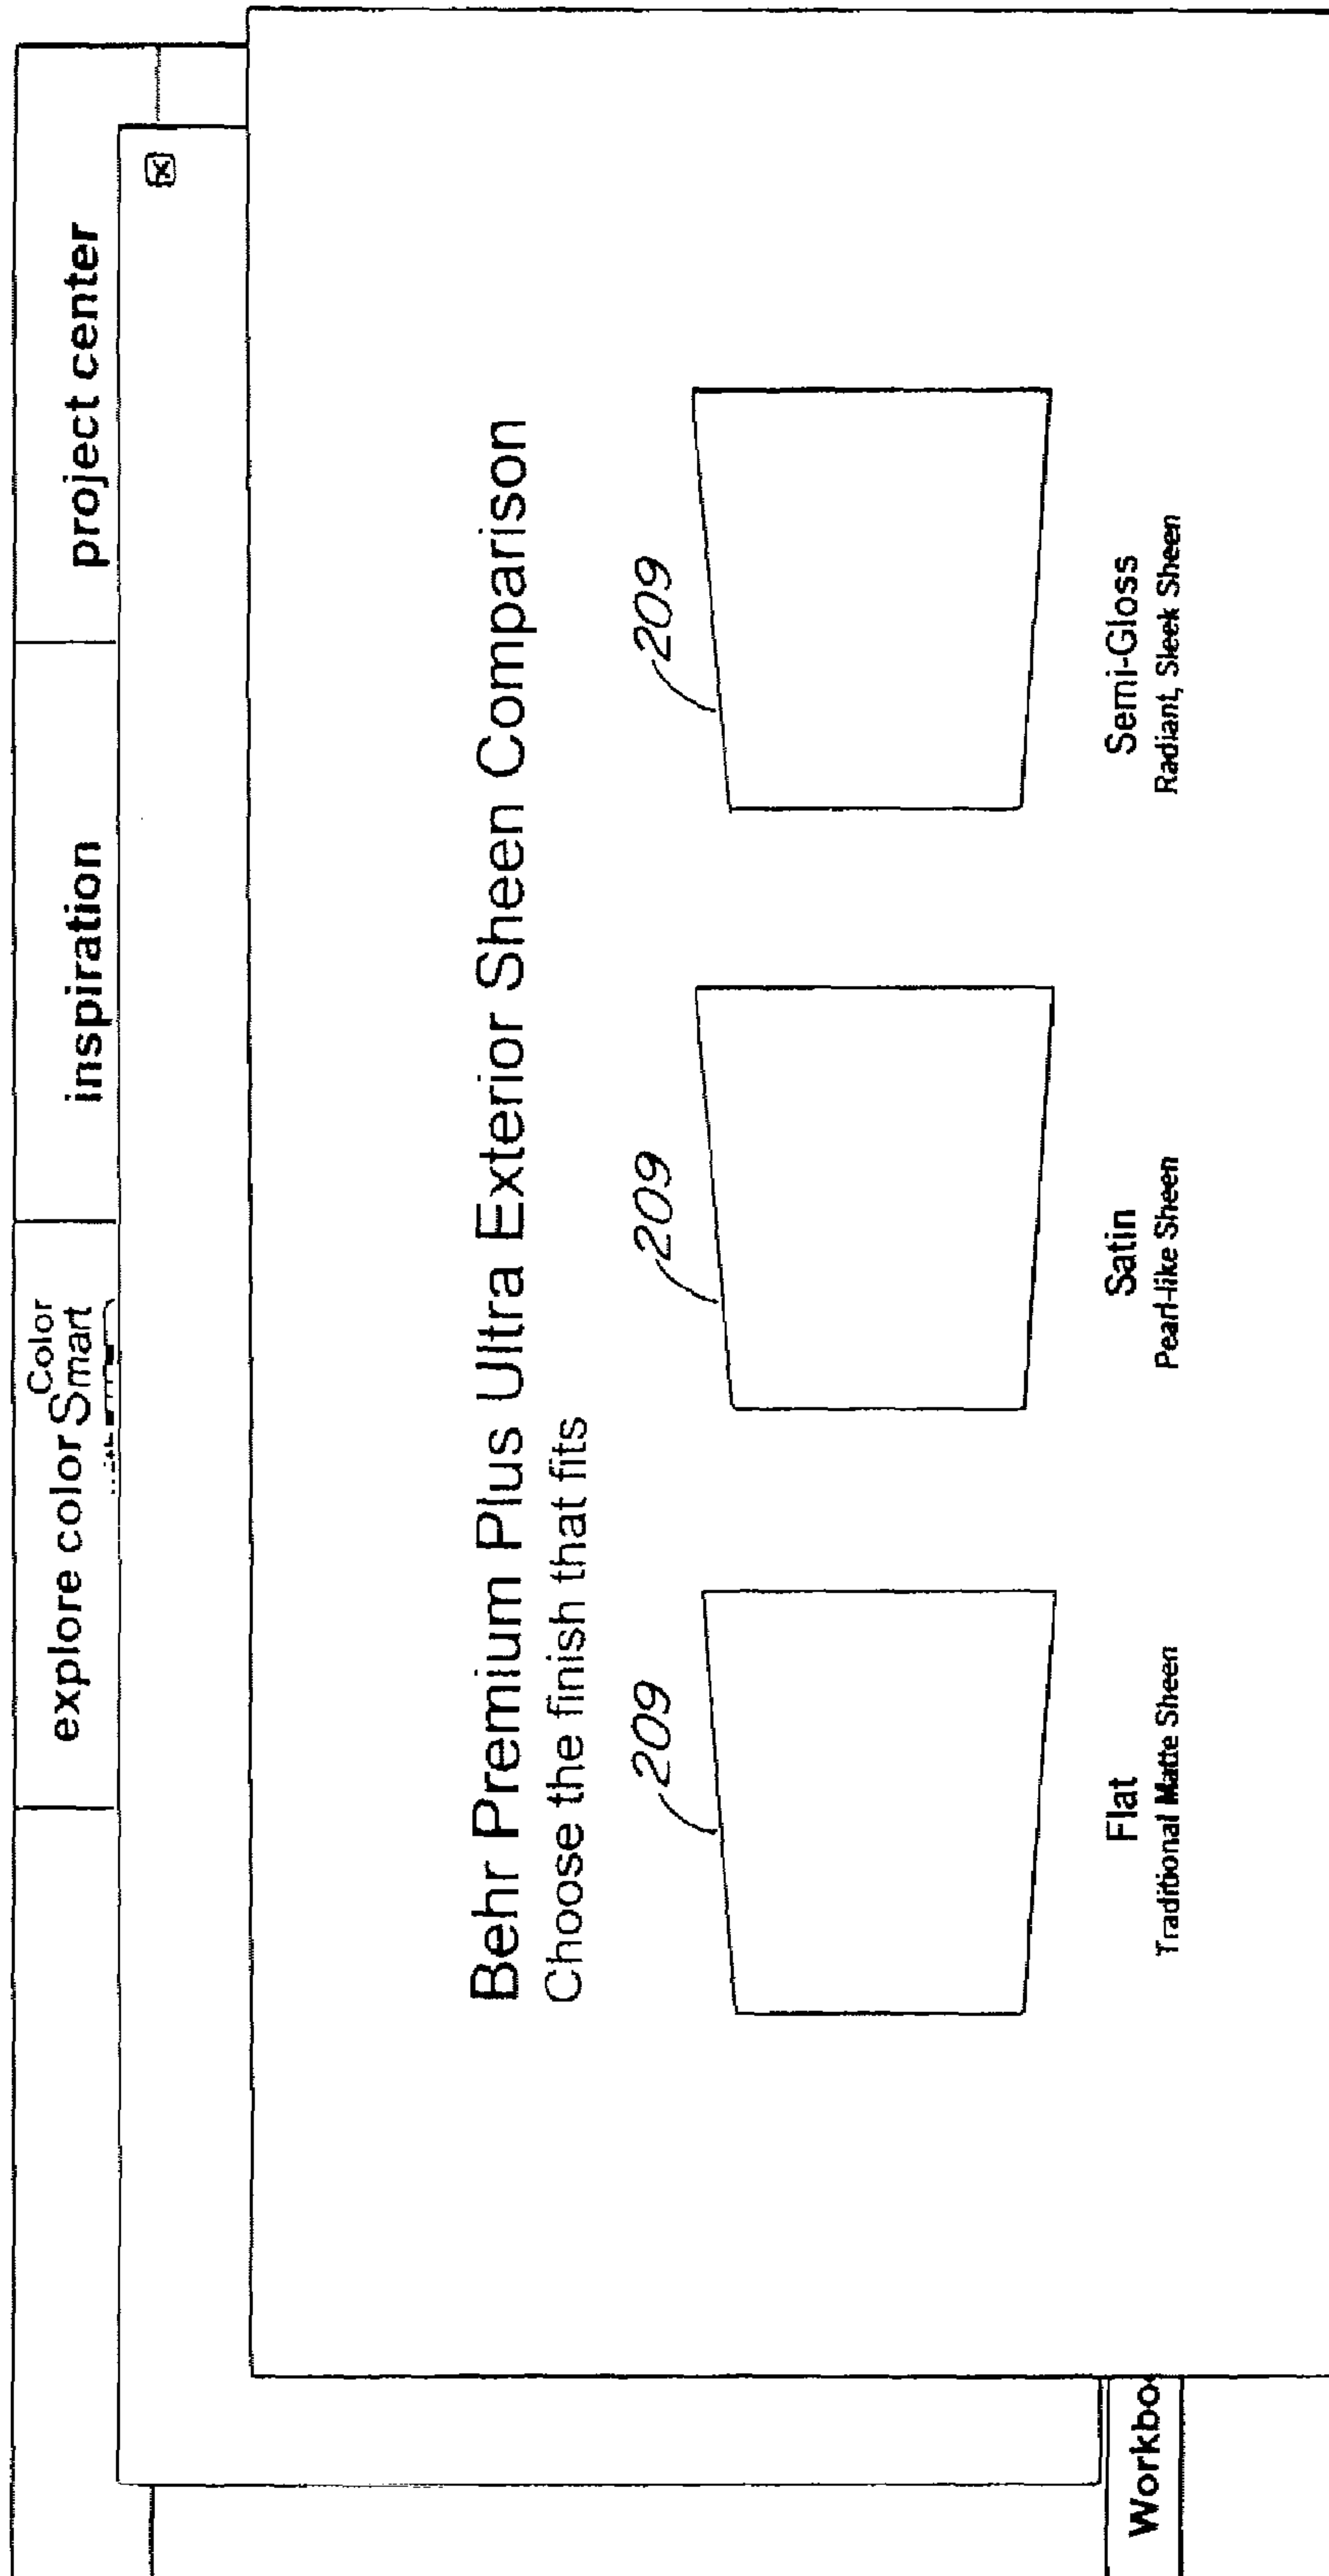 Color
explore color Smart
inspiration
project center
Behr Premium Plus Ultra Exterior Sheen Comparison
Choose the finish that fits
209
209
209
Flat
Traditional Matte Sheen
Satin
Pearl-like Sheen
Semi-Gloss
Radiant, Sleek Sheen